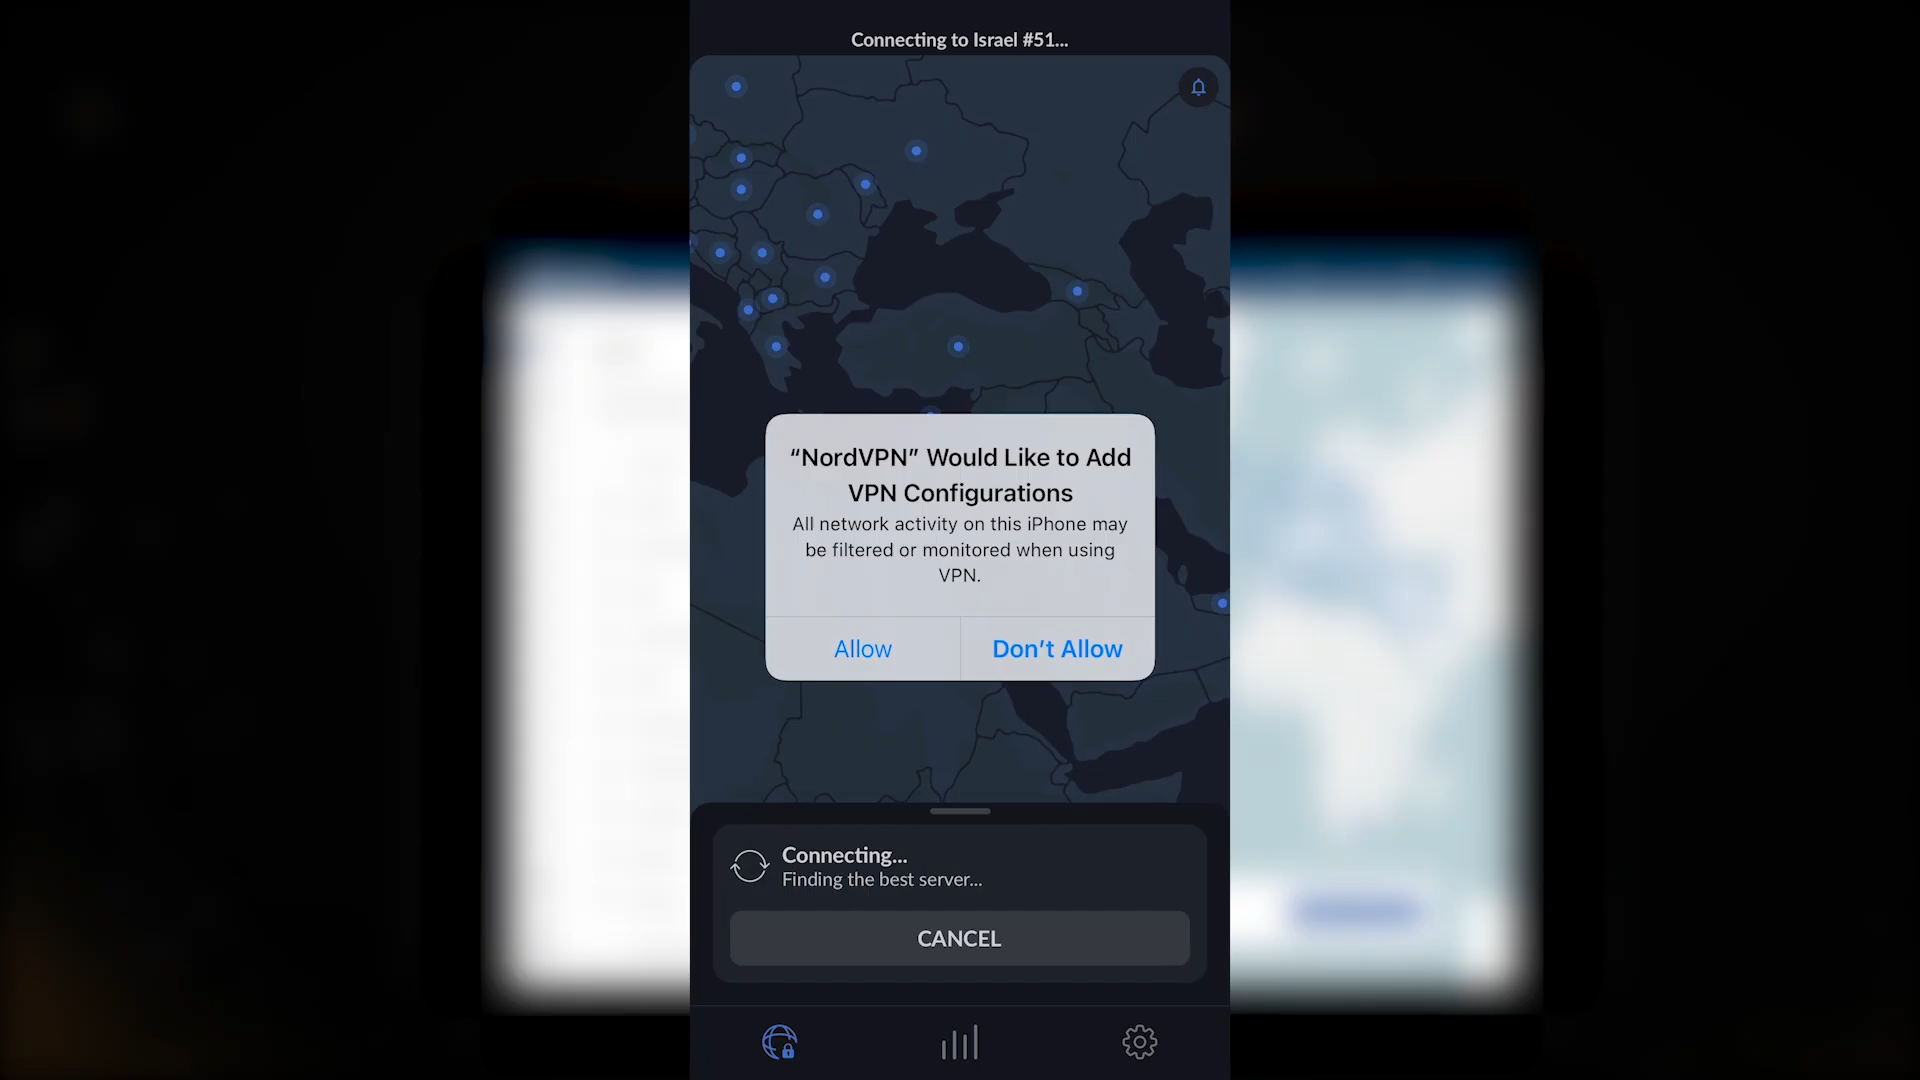 Connecting to Israel #51...
“NordVPN” Would Like to Add
VPN Configurations
All network activity on this iPhone may
be filtered or monitored when using
VPN.
Allow
Don’t Allow
Connecting...
Finding the best server...
CANCEL